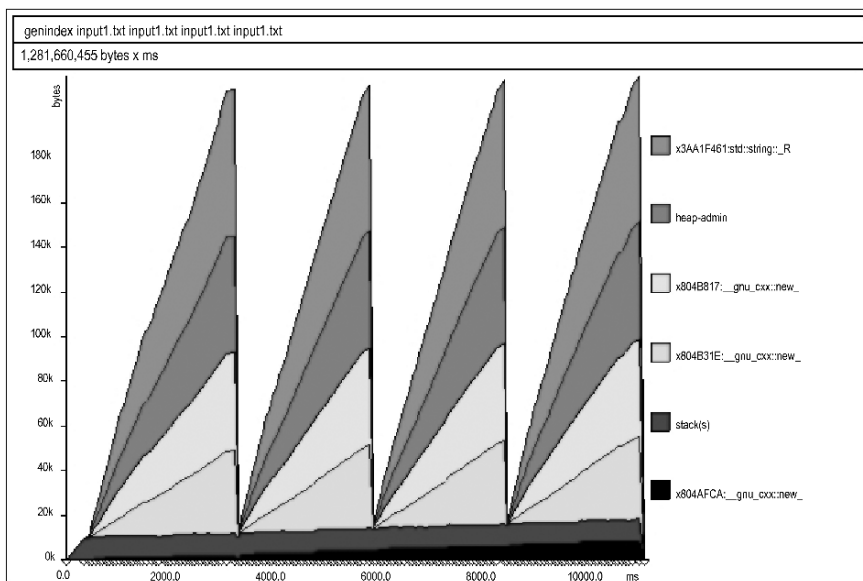 genindex input1.txt input1.txt input1.txt input1.txt
1,281,660,455 bytes x ms
bytes
180k
160k
140k
120k
100k
80k
60k
40k
20k
0k
0.0 2000.0 4000.0 6000.0 8000.0 10000.0 ms
x3AA1F461:std::string::_R
heap-admin
x804B817:__gnu_cxx::new_
x804B31E:__gnu_cxx::new_
stack(s)
x804AFCA:__gnu_cxx::new_